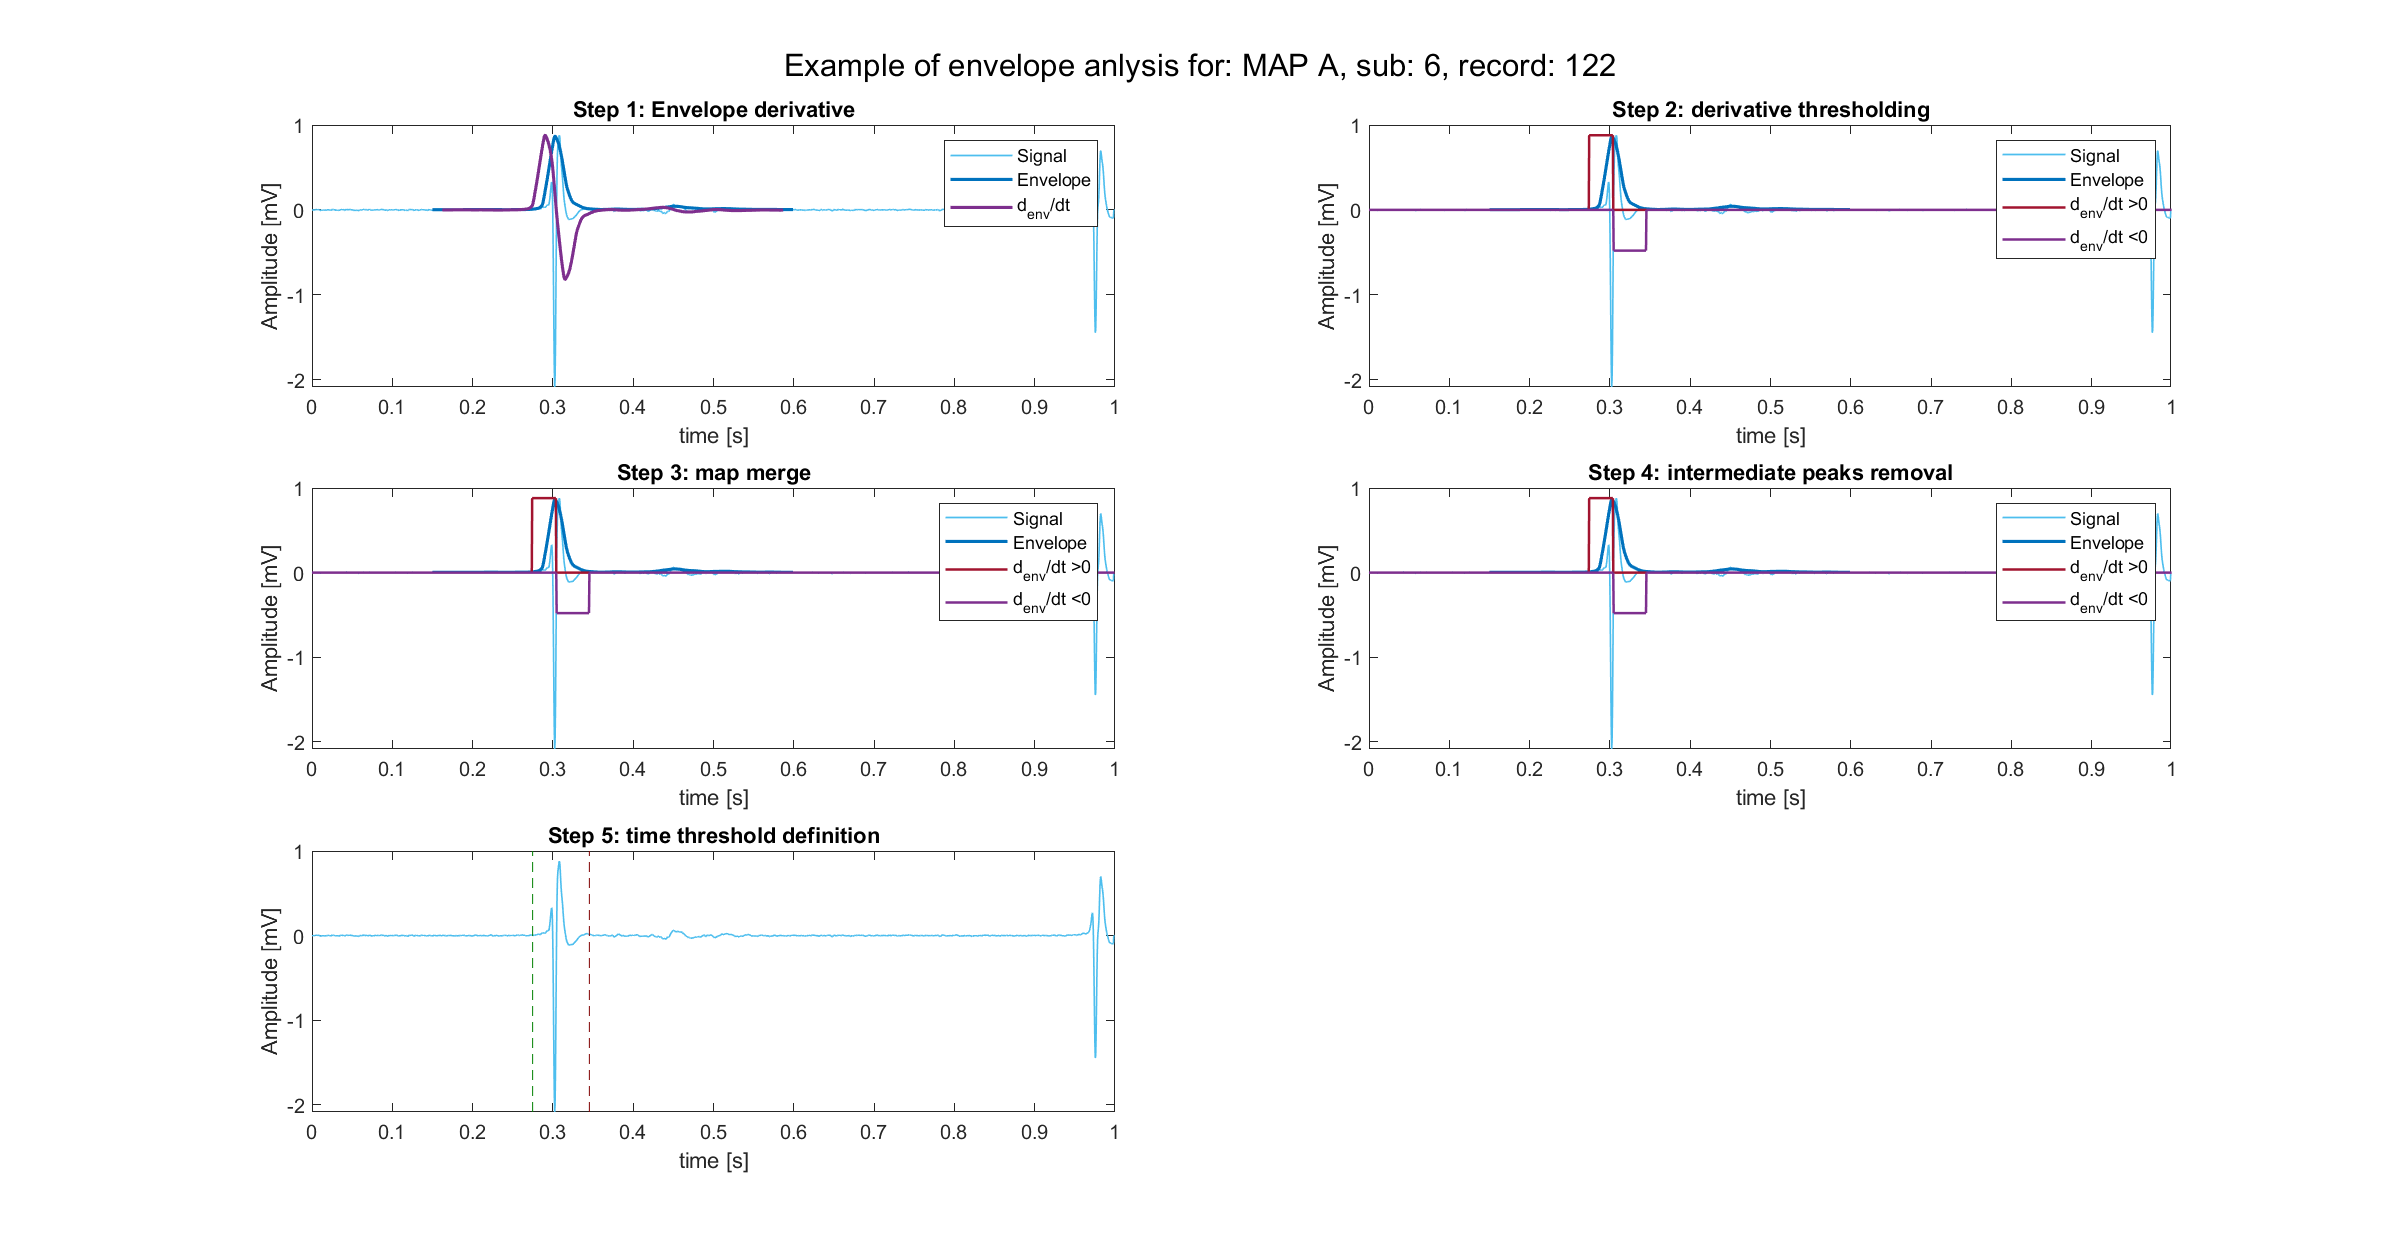 Example of envelope anlysis for: MAP A, sub: 6, record: 122
Step 1: Envelope derivative
1
0
-1
-2
Amplitude [mV]
0 0.1 0.2 0.3 0.4 0.5 0.6 0.7 0.8 0.9 1
time [s]
Signal
Envelope
d_env/dt
Step 2: derivative thresholding
1
0
-1
-2
Amplitude [mV]
0 0.1 0.2 0.3 0.4 0.5 0.6 0.7 0.8 0.9 1
time [s]
Signal
Envelope
d_env/dt >0
d_env/dt <0
Step 3: map merge
1
0
-1
-2
Amplitude [mV]
0 0.1 0.2 0.3 0.4 0.5 0.6 0.7 0.8 0.9 1
time [s]
Signal
Envelope
d_env/dt >0
d_env/dt <0
Step 4: intermediate peaks removal
1
0
-1
-2
Amplitude [mV]
0 0.1 0.2 0.3 0.4 0.5 0.6 0.7 0.8 0.9 1
time [s]
Signal
Envelope
d_env/dt >0
d_env/dt <0
Step 5: time threshold definition
1
0
-1
-2
Amplitude [mV]
0 0.1 0.2 0.3 0.4 0.5 0.6 0.7 0.8 0.9 1
time [s]